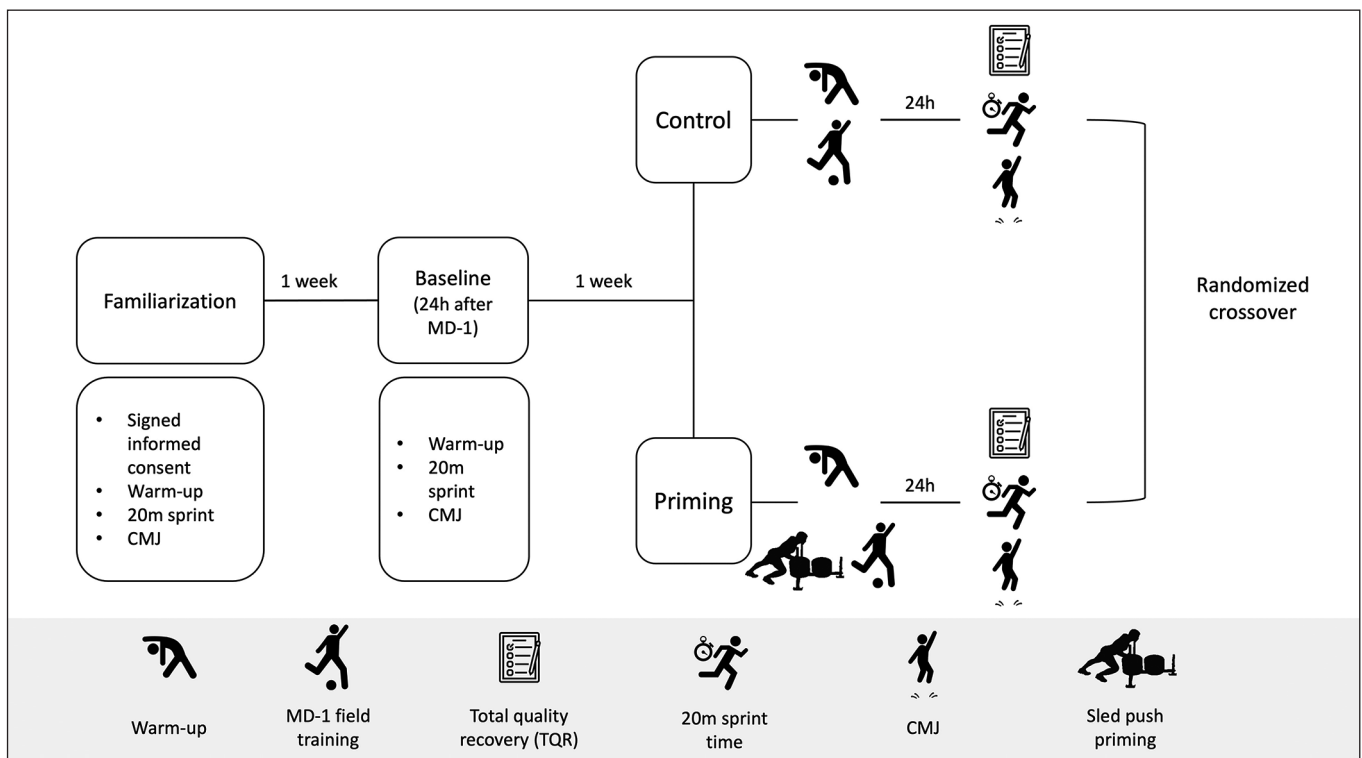 Control
24h
Familiarization
1 week
Baseline
(24h after
MD-1)
1 week
Randomized
crossover
• Signed
informed
consent
• Warm-up
• 20m sprint
• CMJ
• Warm-up
• 20m
sprint
• CMJ
Priming
24h
Warm-up
MD-1 field
training
Total quality
recovery (TQR)
20m sprint
time
CMJ
Sled push
priming